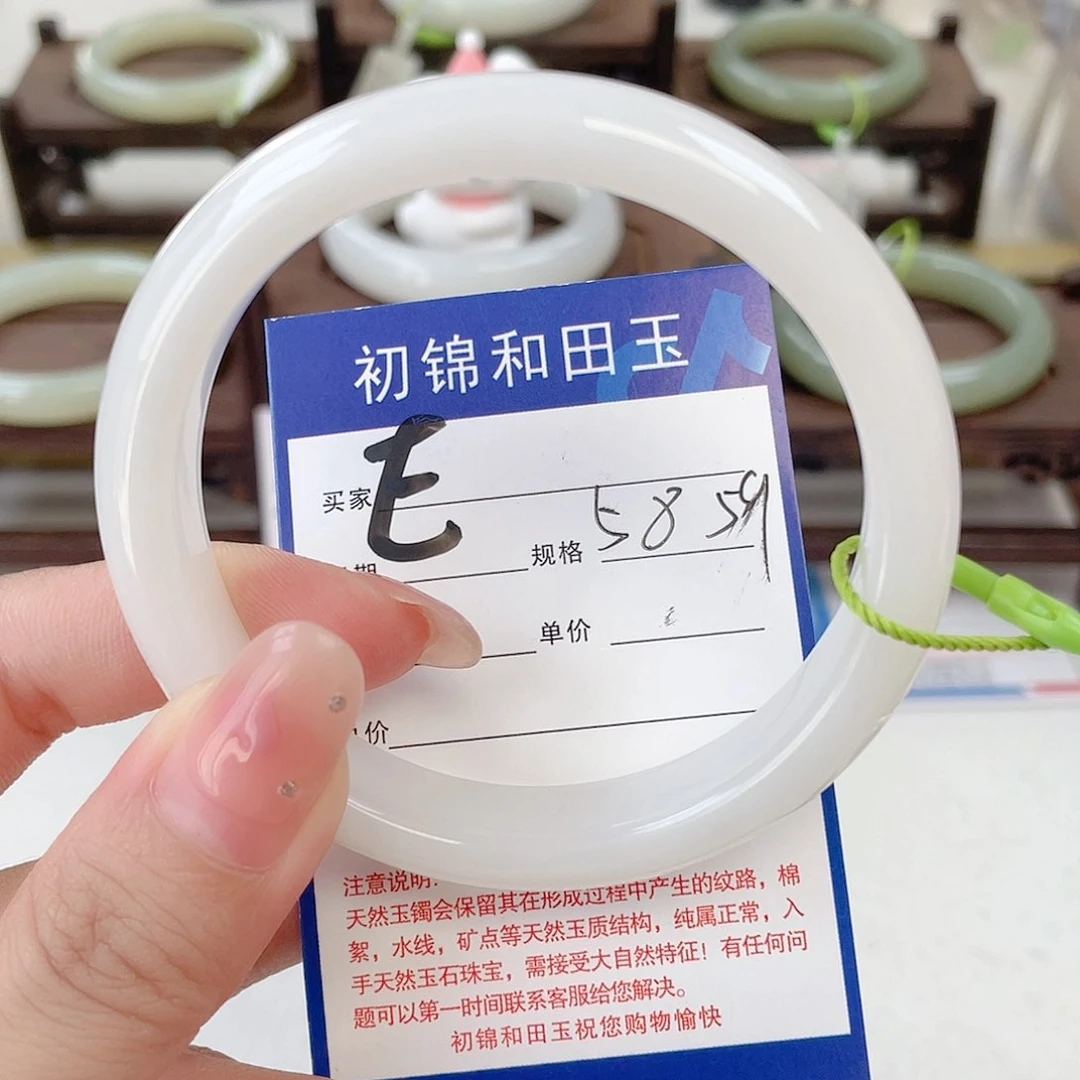 初锦和田玉
买家
规格 58 59
单价
价
注意说明:
天然玉镯会保留其在形成过程中产生的纹路，棉
絮，水线，矿点等天然玉质结构，纯属正常，入
手天然玉石珠宝，需接受大自然特征！有任何问
题可以第一时间联系客服给您解决。
初锦和田玉祝您购物愉快